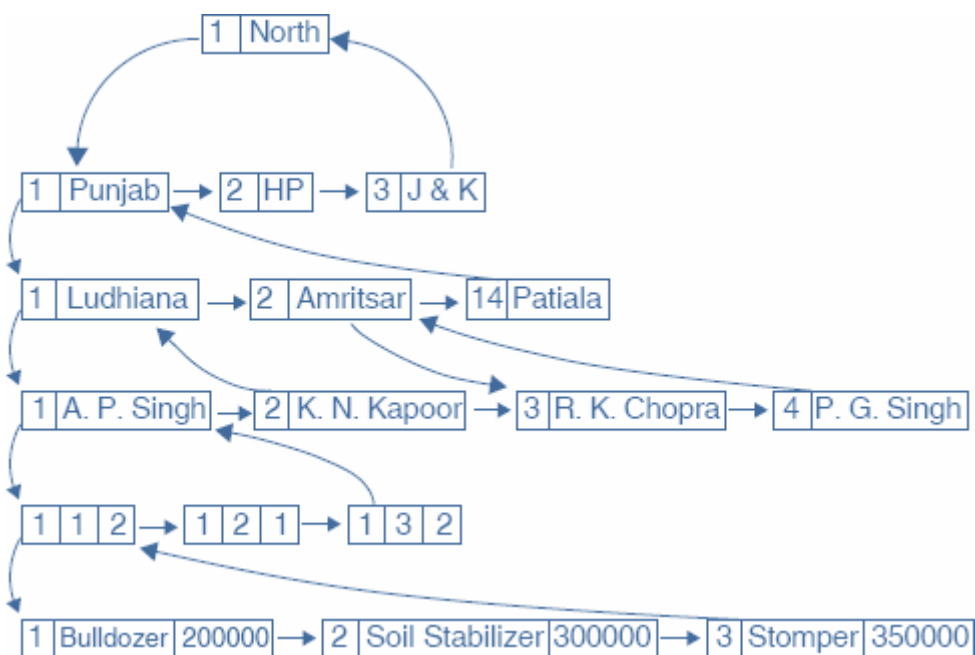 1 North
1 Punjab 2 HP 3 J & K
1 Ludhiana 2 Amritsar 14 Patiala
1 A. P. Singh 2 K. N. Kapoor 3 R. K. Chopra 4 P. G. Singh
1 1 2 1 2 1 1 3 2
1 Bulldozer 200000 2 Soil Stabilizer 300000 3 Stomper 350000